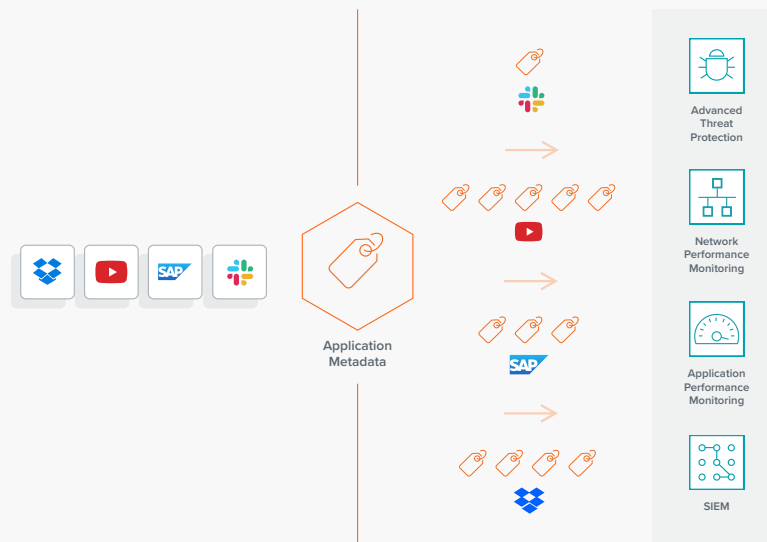 SAP
Application
Metadata
SAP
Advanced
Threat
Protection
Network
Performance
Monitoring
Application
Performance
Monitoring
SIEM